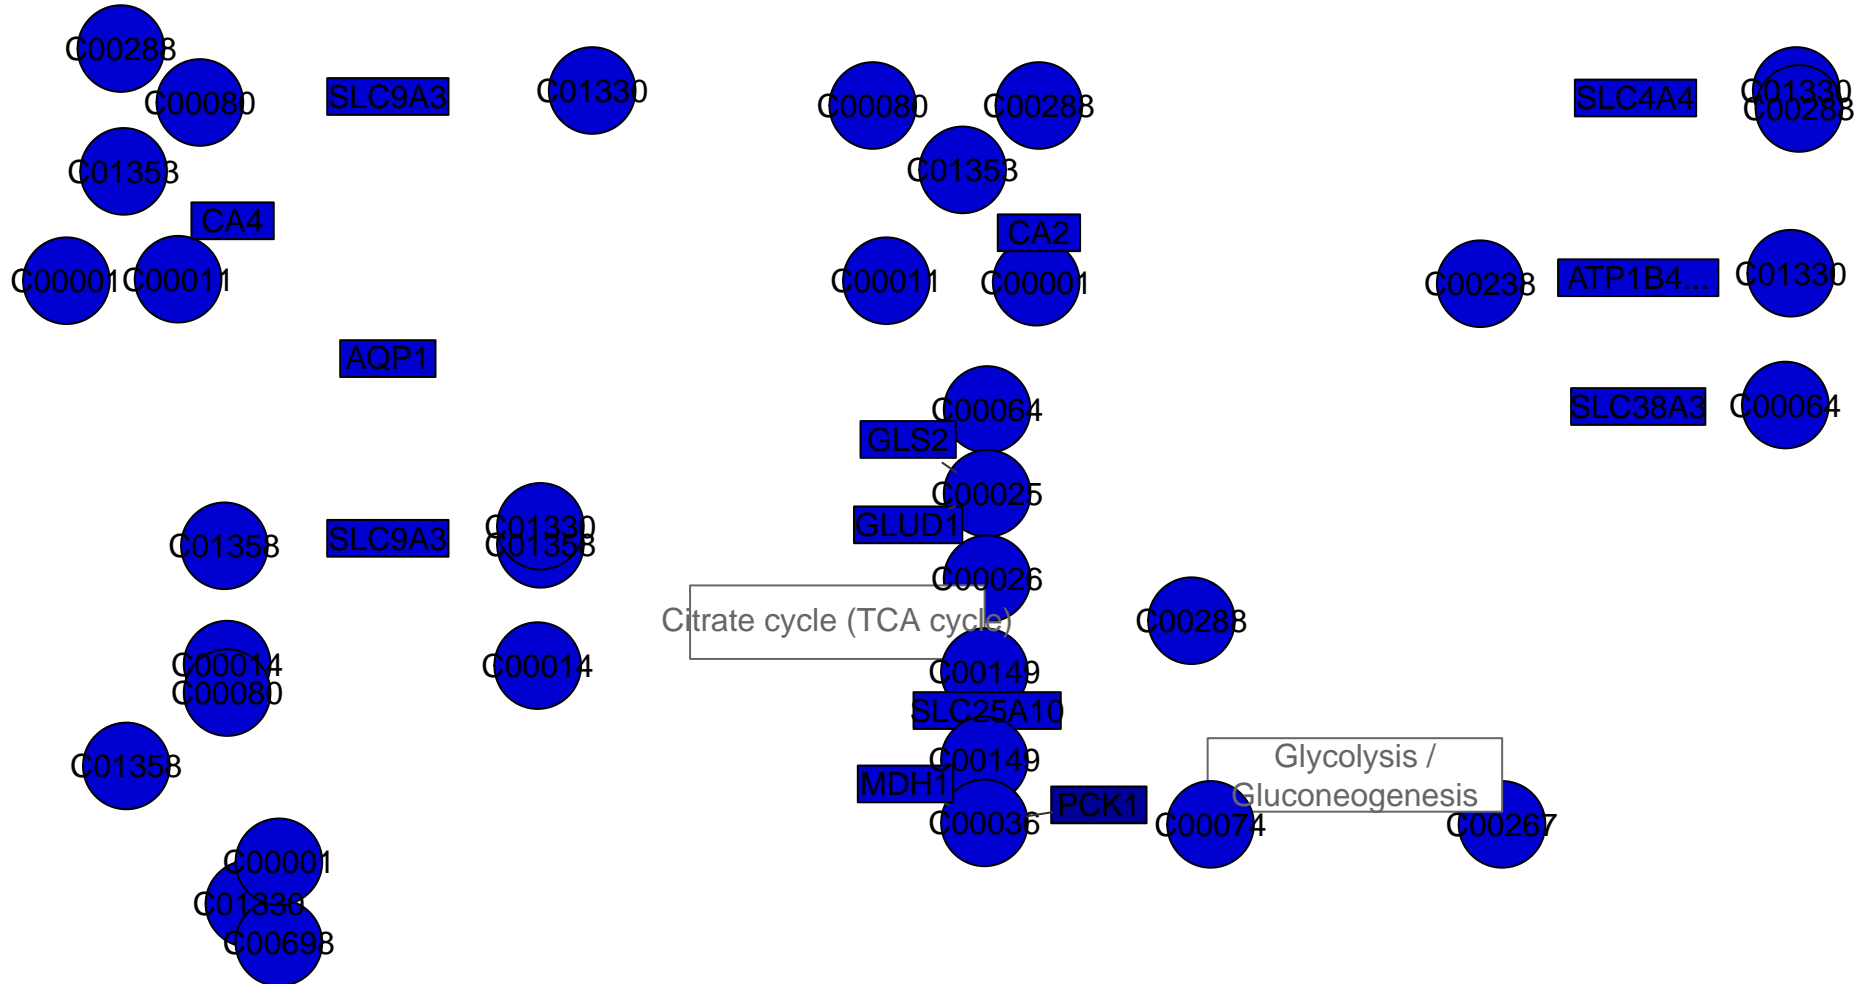 C00288
C00080
SLC9A3
C01330
C00080
C00288
SLC4A4
C01330
C00288
C01353
C01353
CA4
CA2
C00001
C00011
C00011
C00001
C00238
ATP1B4...
C01330
AQP1
C00064
SLC38A3
C00064
GLS2
C00025
GLUD1
C01358
SLC9A3
C01330
C01358
C00026
Citrate cycle (TCA cycle)
C00288
C00014
C00080
C00014
C00149
SLC25A10
C01358
C00149
MDH1
C00036
PCK1
Glycolysis /
Gluconeogenesis
C00074
C00267
C00001
C01330
C00698